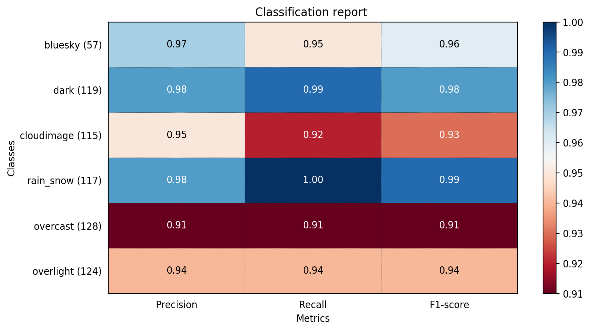 Classification report
Classes
bluesky (57) 0.97 0.95 0.96
dark (119) 0.98 0.99 0.98
cloudimage (115) 0.95 0.92 0.93
rain_snow (117) 0.98 1.00 0.99
overcast (128) 0.91 0.91 0.91
overlight (124) 0.94 0.94 0.94
Precision Recall F1-score
Metrics
1.00
0.99
0.98
0.97
0.96
0.95
0.94
0.93
0.92
0.91